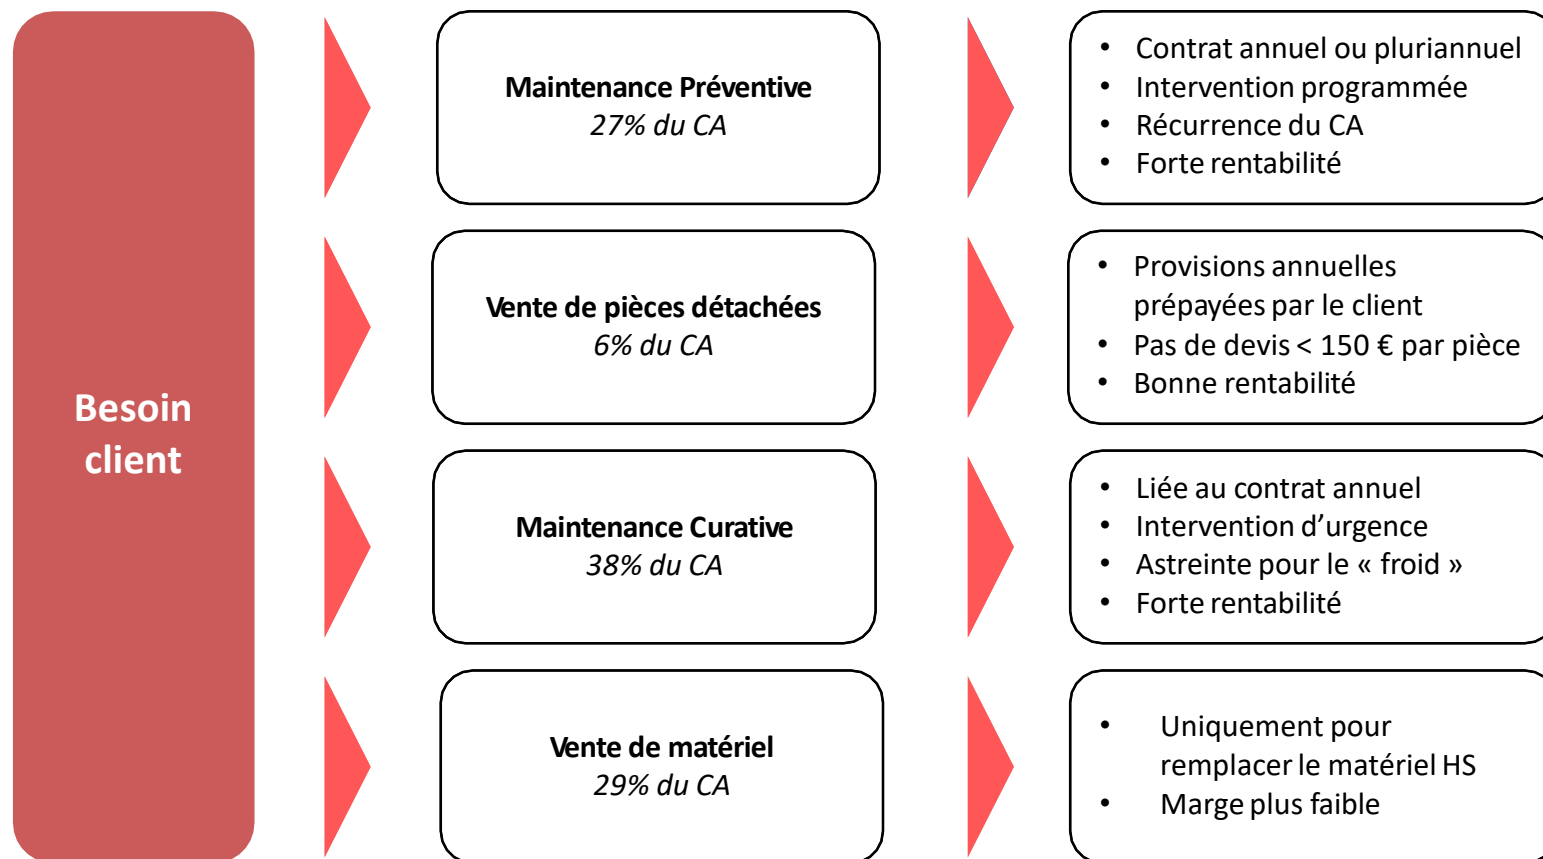 Besoin
client
Maintenance Préventive
27% du CA
• Contrat annuel ou pluriannuel
• Intervention programmée
• Récurrence du CA
• Forte rentabilité
Vente de pièces détachées
6% du CA
• Provisions annuelles
prépayées par le client
• Pas de devis < 150 € par pièce
• Bonne rentabilité
Maintenance Curative
38% du CA
• Liée au contrat annuel
• Intervention d’urgence
• Astreinte pour le « froid »
• Forte rentabilité
Vente de matériel
29% du CA
• Uniquement pour
remplacer le matériel HS
• Marge plus faible